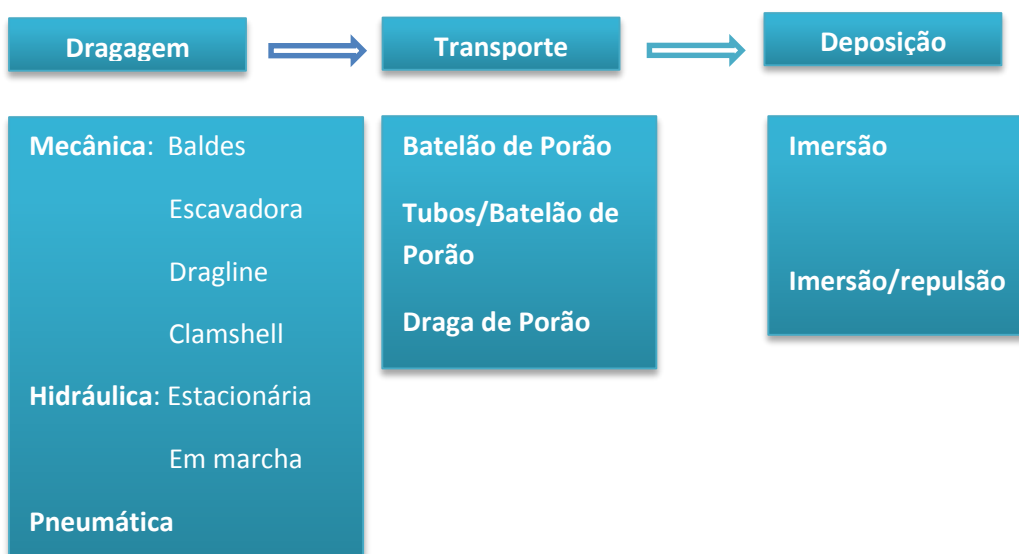 Dragagem
Transporte
Deposição
Mecânica: Baldes
Escavadora
Dragline
Clamshell
Hidráulica: Estacionária
Em marcha
Pneumática
Batelão de Porão
Tubos/Batelão de
Porão
Draga de Porão
Imersão
Imersão/repulsão